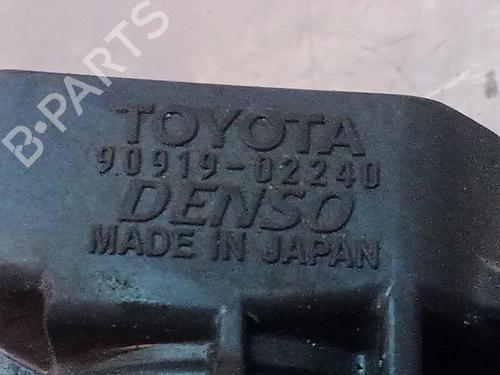 B-PARTS
TOYOTA
90919-02240
DENSO
MADE IN JAPAN